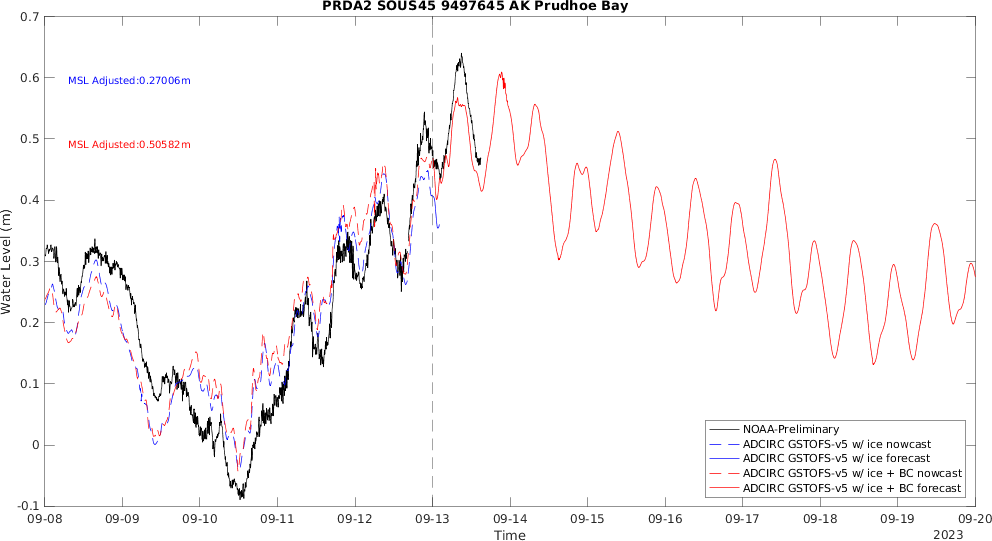 PRDA2 SOUS45 9497645 AK Prudhoe Bay
0.7
0.6
0.5
0.4
0.3
0.2
0.1
0
-0.1
Water Level (m)
MSL Adjusted:0.27006m
MSL Adjusted:0.50582m
NOAA-Preliminary
ADCIRC GSTOFS-v5 w/ ice nowcast
ADCIRC GSTOFS-v5 w/ ice forecast
ADCIRC GSTOFS-v5 w/ ice + BC nowcast
ADCIRC GSTOFS-v5 w/ ice + BC forecast
09-08 09-09 09-10 09-11 09-12 09-13 09-14 09-15 09-16 09-17 09-18 09-19 09-20
Time
2023